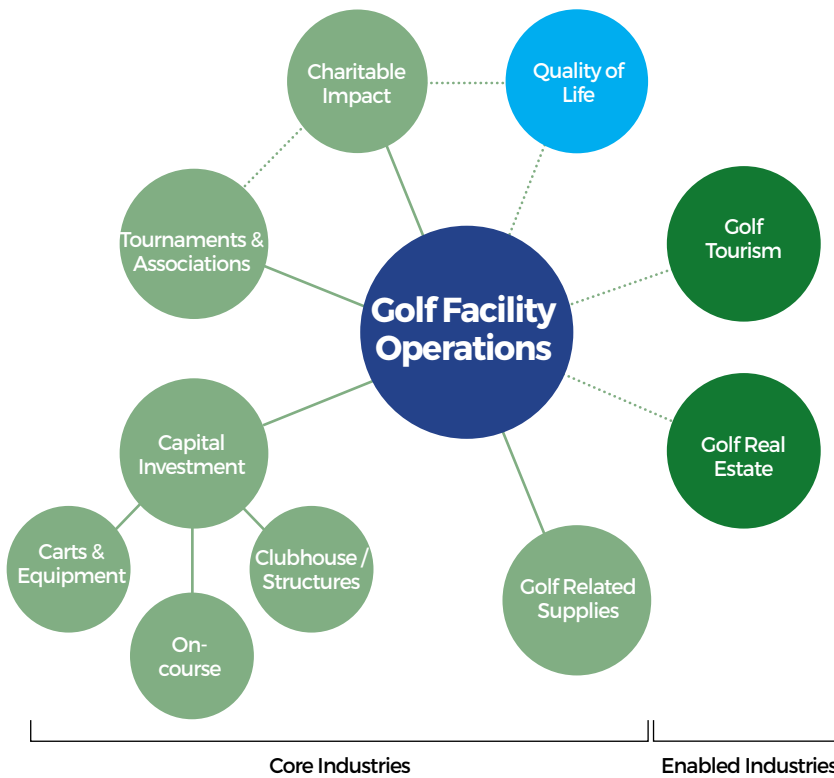 Charitable
Impact
Quality of
Life
Tournaments &
Associations
Golf
Tourism
Golf Facility
Operations
Capital
Investment
Golf Real
Estate
Carts &
Equipment
Clubhouse /
Structures
Golf Related
Supplies
On-
course
Core Industries
Enabled Industries